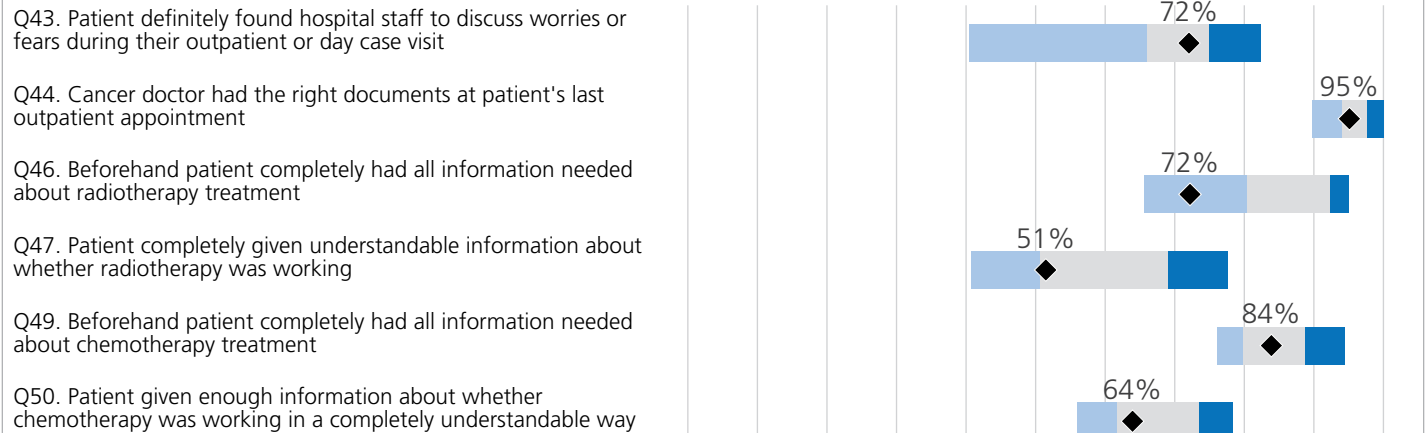 Q43. Patient definitely found hospital staff to discuss worries or
fears during their outpatient or day case visit
72%
Q44. Cancer doctor had the right documents at patient's last
outpatient appointment
95%
Q46. Beforehand patient completely had all information needed
about radiotherapy treatment
72%
Q47. Patient completely given understandable information about
whether radiotherapy was working
51%
Q49. Beforehand patient completely had all information needed
about chemotherapy treatment
84%
Q50. Patient given enough information about whether
chemotherapy was working in a completely understandable way
64%